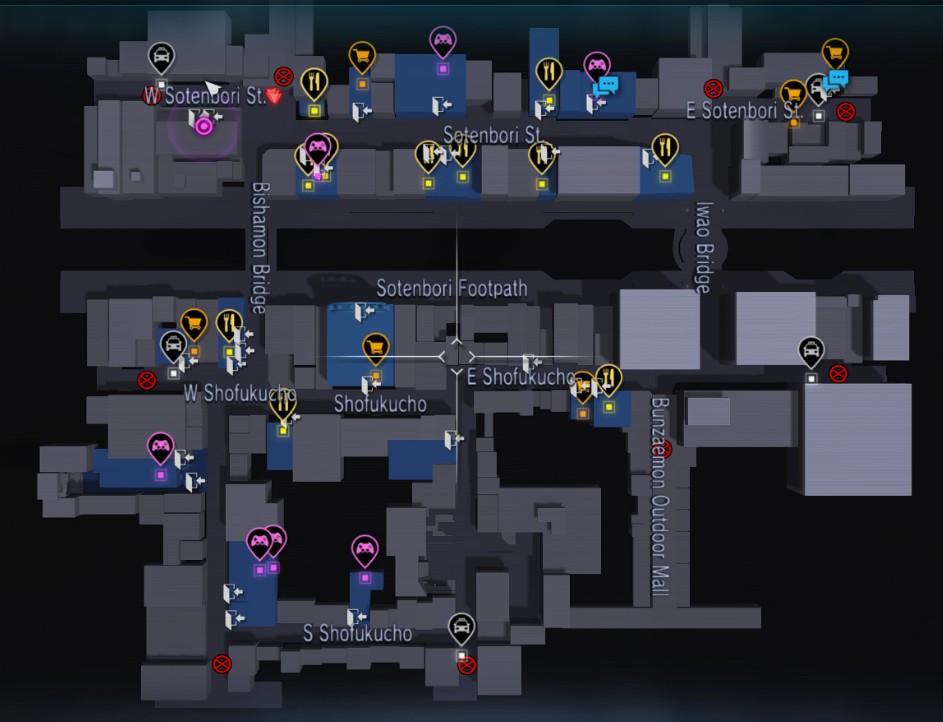 W Sotenbori St.
E Sotenbori St.
Sotenbori St.
Bishamon Bridge
Iwao Bridge
Sotenbori Footpath
W Shofukucho
Shofukucho
E Shofukucho
Bunzaemon Outdoor Mall
S Shofukucho